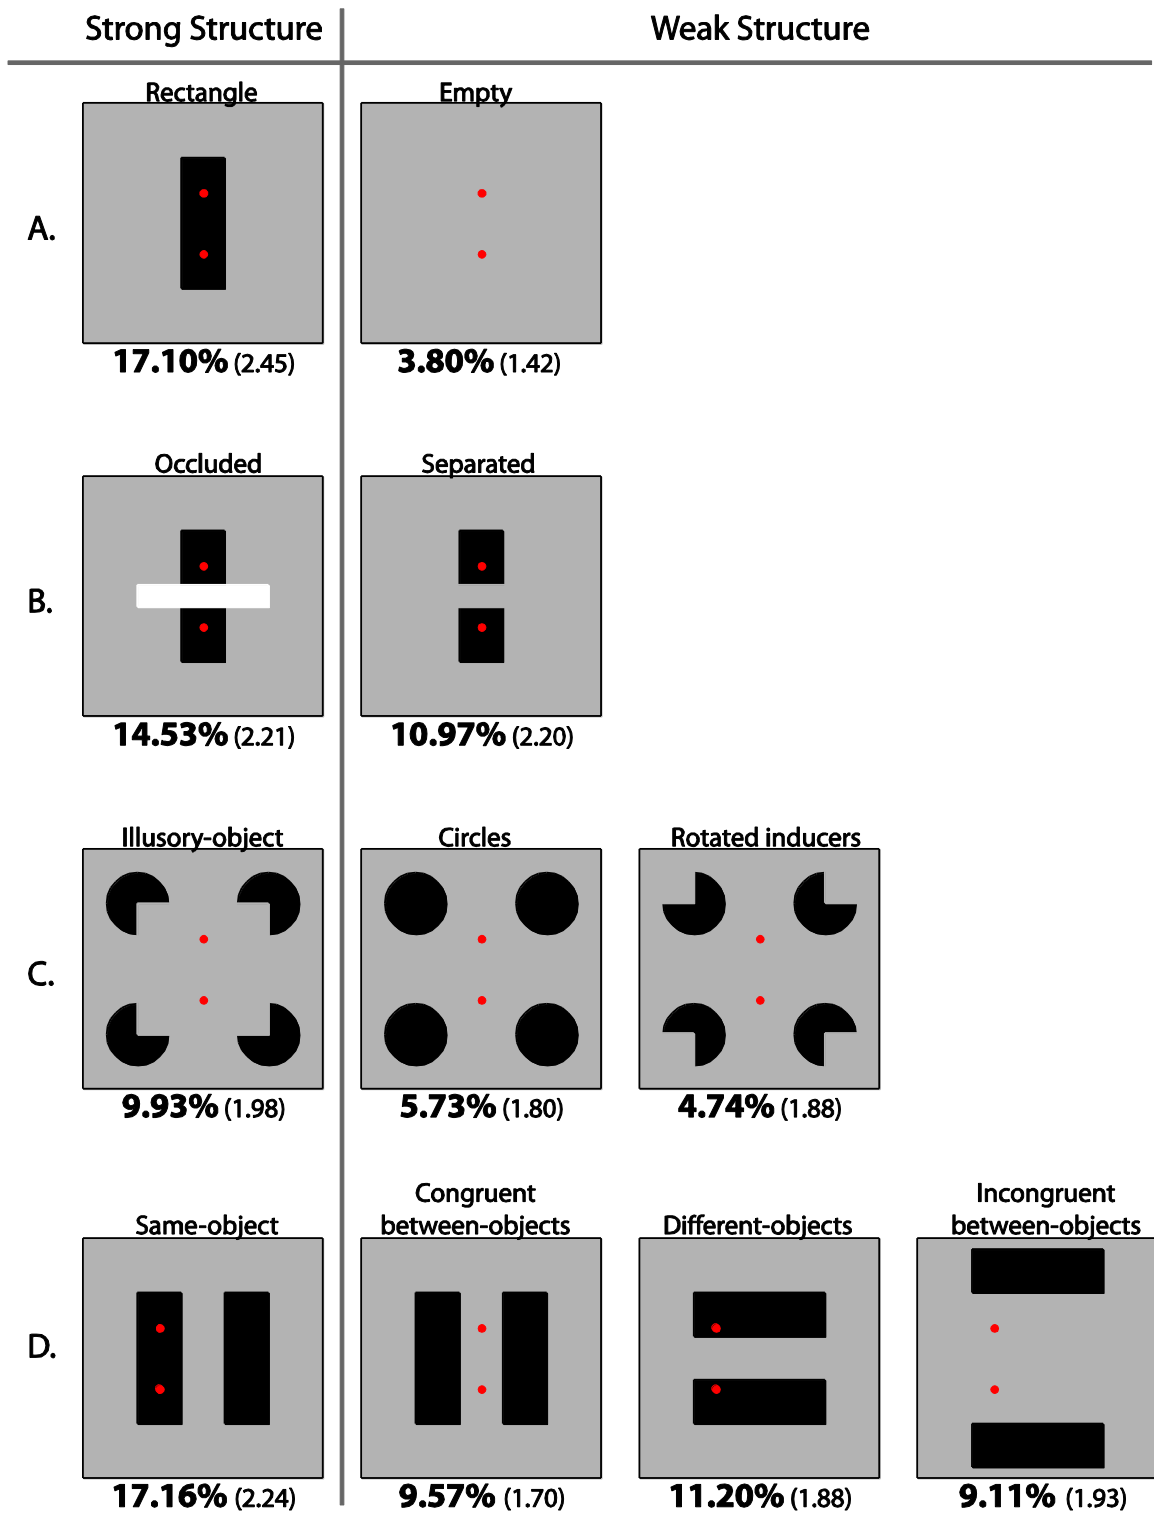 Strong Structure Weak Structure
Rectangle Empty
A.
17.10% (2.45) 3.80% (1.42)
Occluded Separated
B.
14.53% (2.21) 10.97% (2.20)
Illusory-object Circles Rotated inducers
C.
9.93% (1.98) 5.73% (1.80) 4.74% (1.88)
Congruent Incongruent
Same-object between-objects Different-objects between-objects
D.
17.16% (2.24) 9.57% (1.70) 11.20% (1.88) 9.11% (1.93)